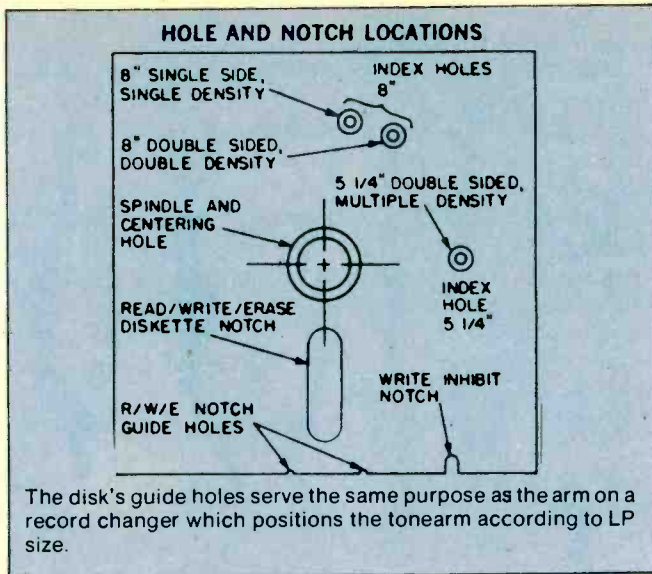 HOLE AND NOTCH LOCATIONS
8" SINGLE SIDE,
SINGLE DENSITY
INDEX HOLES
8"
8" DOUBLE SIDED,
DOUBLE DENSITY
5 1/4" DOUBLE SIDED,
MULTIPLE DENSITY
SPINDLE AND
CENTERING
HOLE
INDEX
HOLE
5 1/4"
READ/WRITE/ERASE
DISKETTE NOTCH
WRITE INHIBIT
NOTCH
R/W/E NOTCH
GUIDE HOLES
The disk's guide holes serve the same purpose as the arm on a
record changer which positions the tonearm according to LP
size.